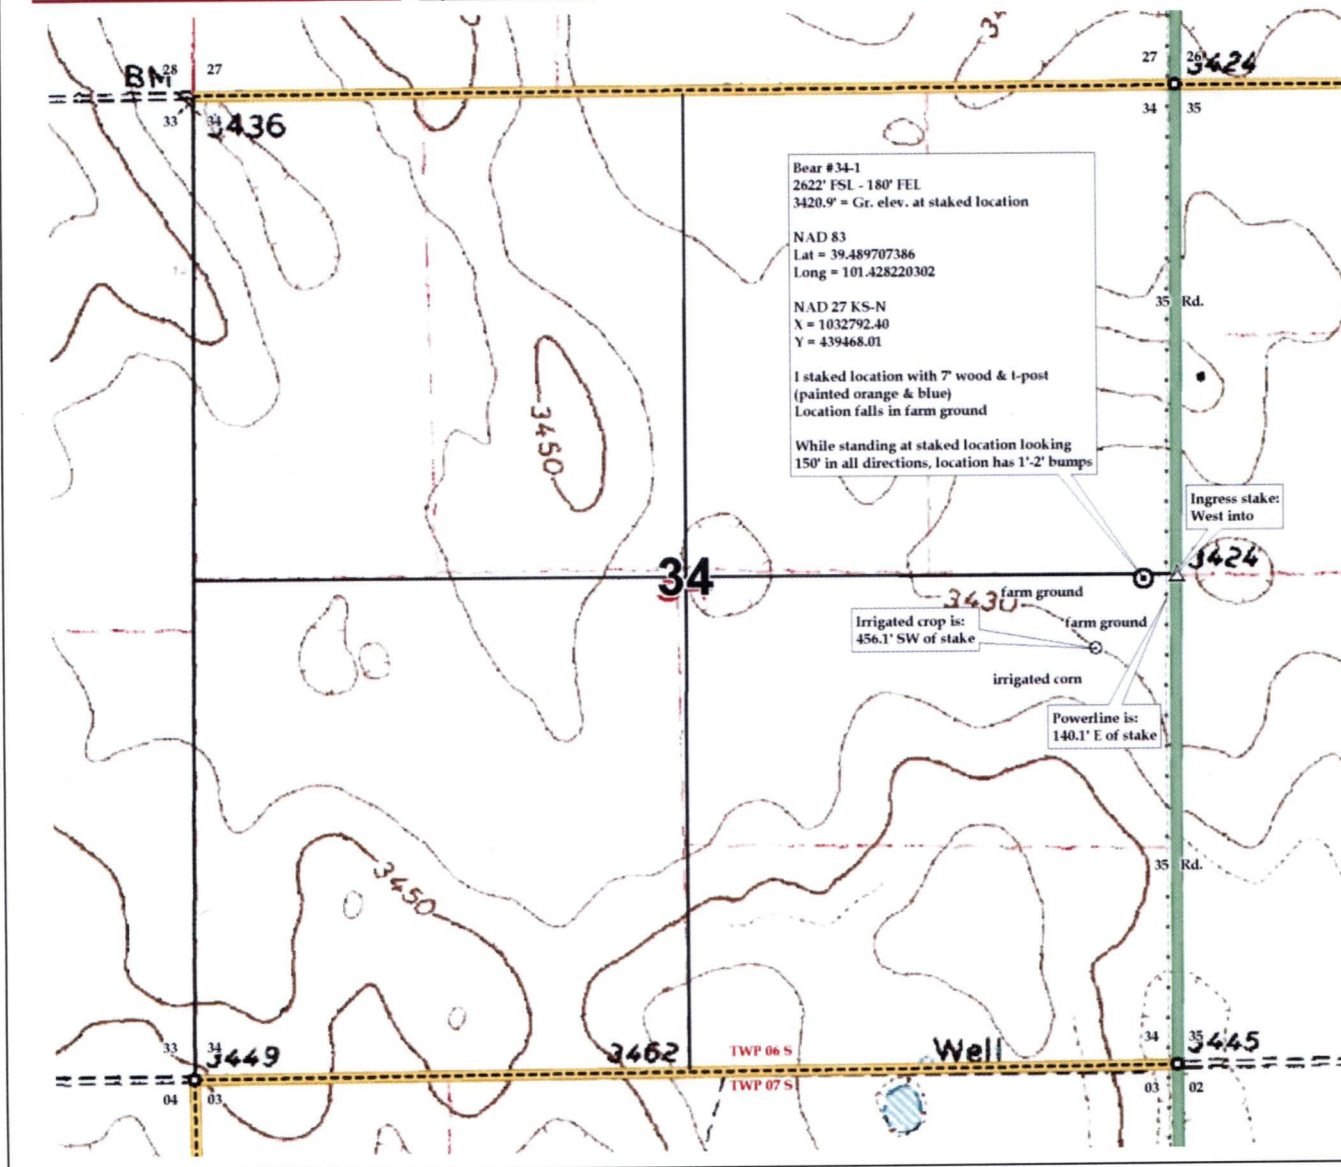 27 26 3424
BM 28 27
33 34
3436
34 35
Bear #34-1
2622' FSL - 180' FEL
3420.9' = Gr. elev. at staked location
NAD 83
Lat = 39.489707386
Long = 101.428220302
NAD 27 KS-N
X = 1032792.40
Y = 439468.01
I staked location with 7' wood & t-post
(painted orange & blue)
Location falls in farm ground
While standing at staked location looking
150' in all directions, location has 1'-2' bumps
35 Rd.
3450
Ingress stake:
West into
3424
34
3430
farm ground
Irrigated crop is:
456.1' SW of stake
farm ground
irrigated corn
Powerline is:
140.1' E of stake
35 Rd.
3450
33 34
3449
3462
TWP 06 S
Well
34 35
3445
04 03
TWP 07 S
03 02